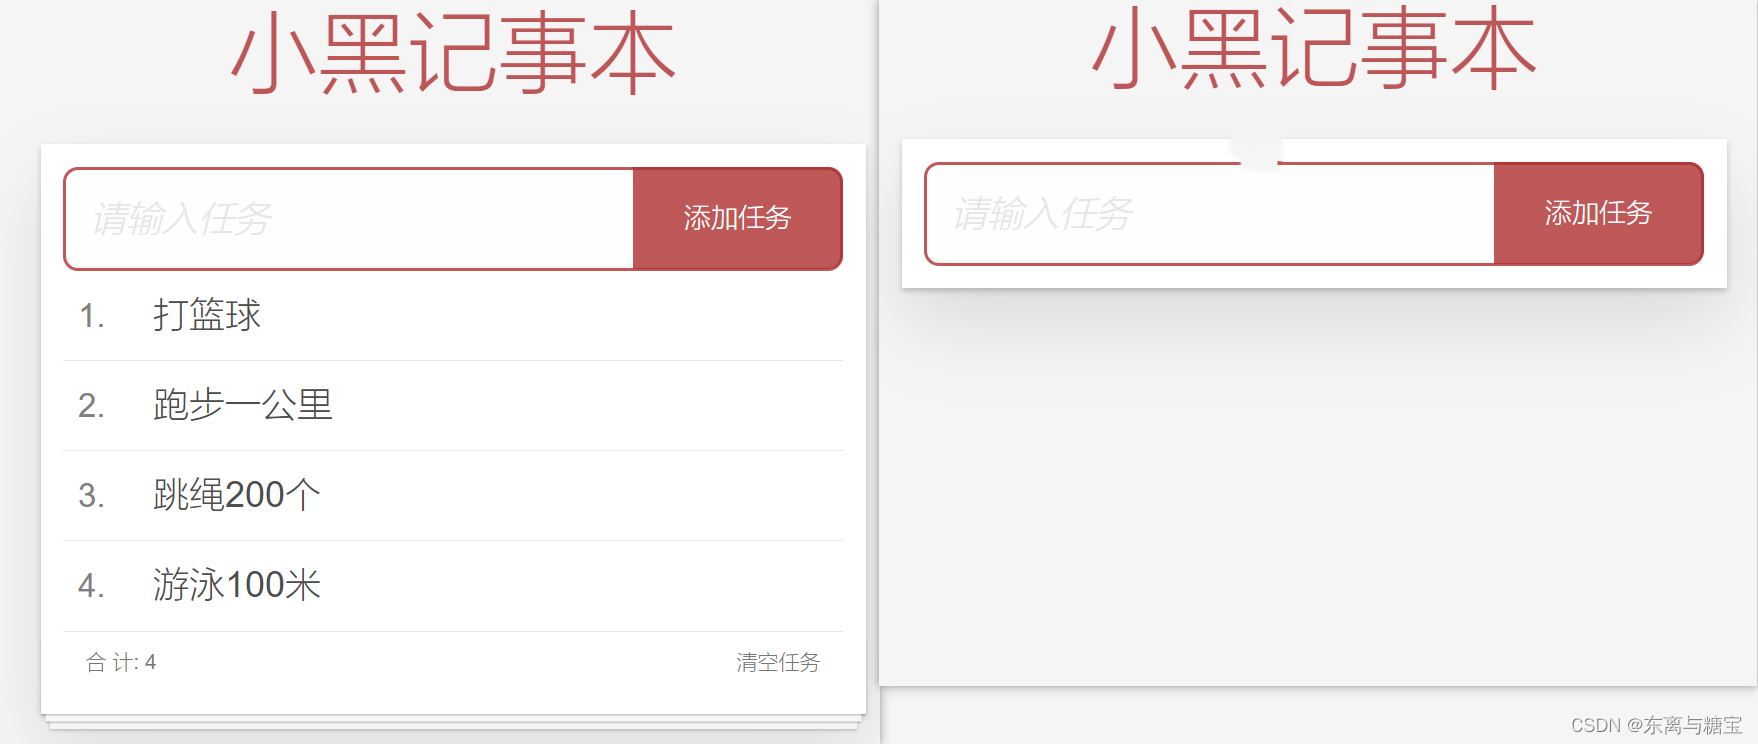 小黑记事本
请输入任务
添加任务
1. 打篮球
2. 跑步一公里
3. 跳绳200个
4. 游泳100米
合 计: 4
清空任务
小黑记事本
请输入任务
添加任务
CSDN @东离与糖宝